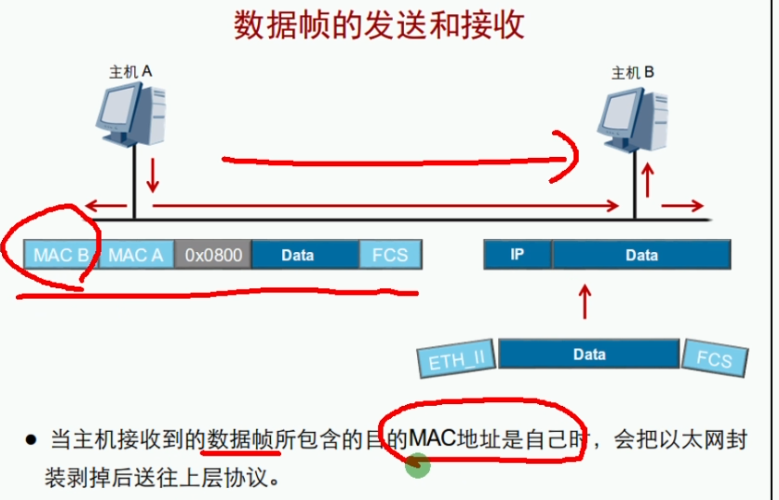 数据帧的发送和接收
主机 A
主机 B
MAC B MAC A 0x0800 Data FCS
IP Data
ETH_II Data FCS
● 当主机接收到的数据帧所包含的目的MAC地址是自己时，会把以太网封
装剥掉后送往上层协议。